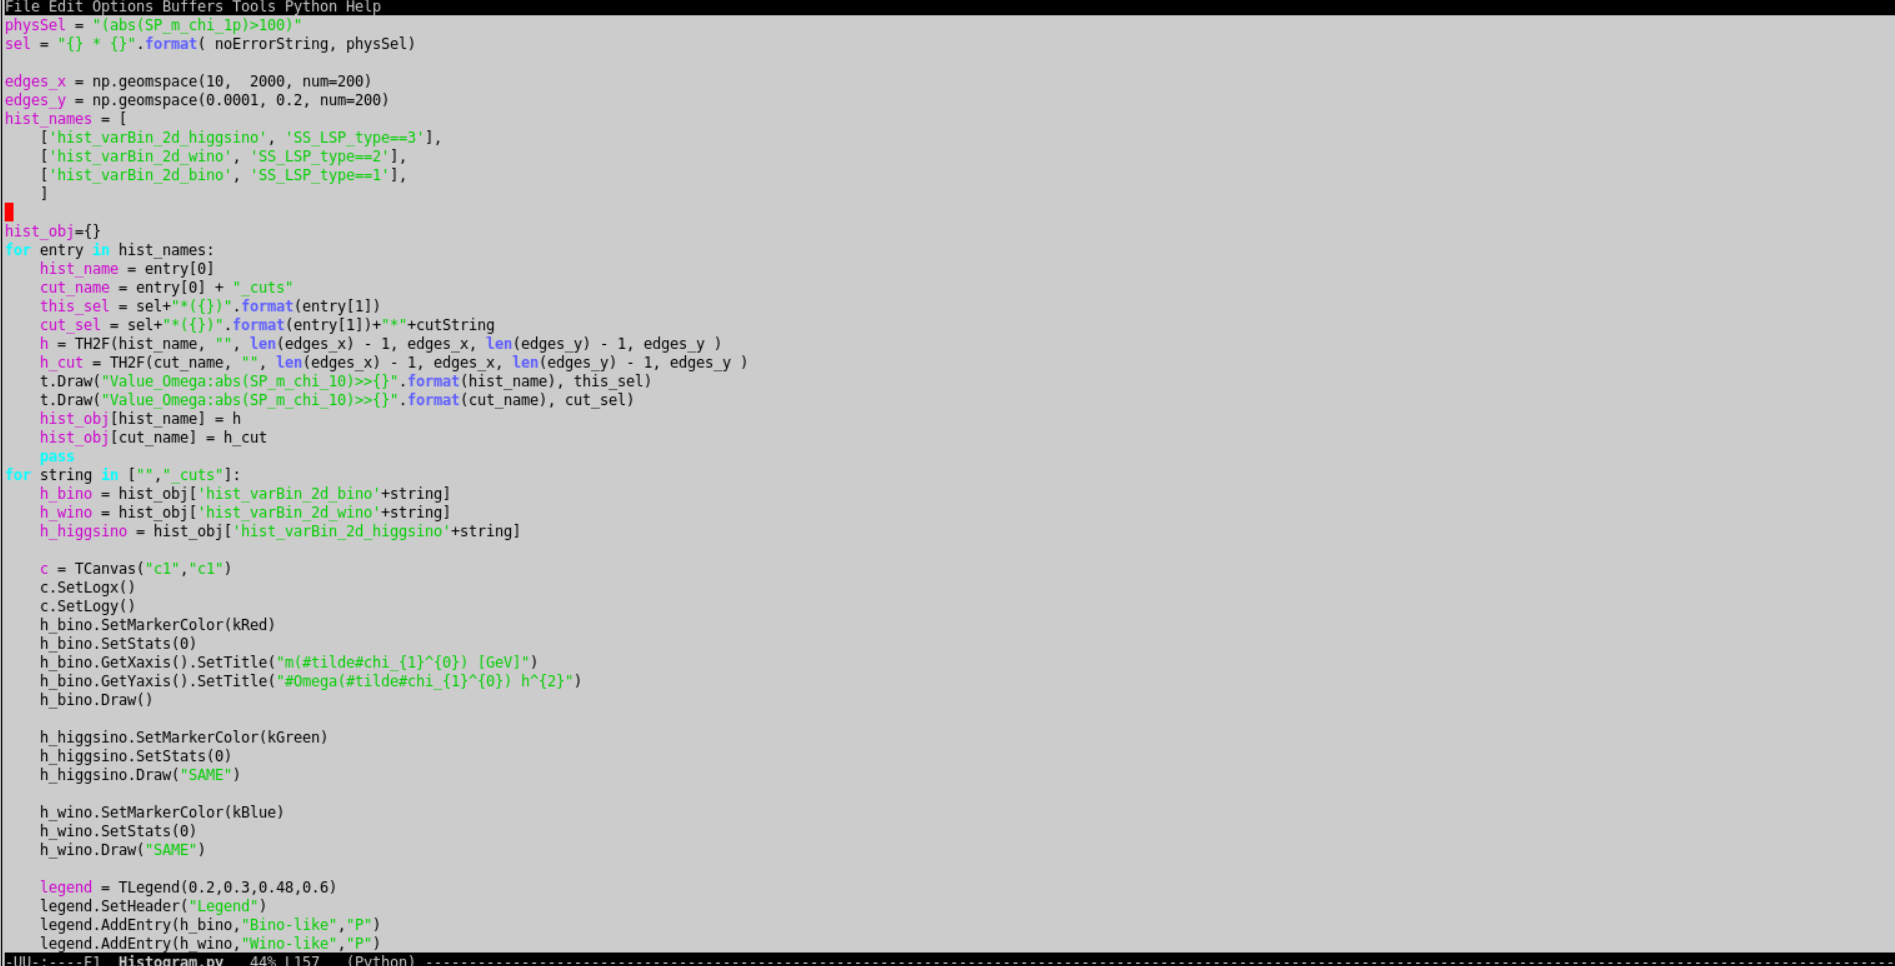 File Edit Options Buffers Tools Python Help
physSel = "(abs(SP_m_chi_1p)>100)"
sel = "{} * {}".format( noErrorString, physSel)
edges_x = np.geomspace(10,  2000, num=200)
edges_y = np.geomspace(0.0001, 0.2, num=200)
hist_names = [
    ['hist_varBin_2d_higgsino', 'SS_LSP_type==3'],
    ['hist_varBin_2d_wino', 'SS_LSP_type==2'],
    ['hist_varBin_2d_bino', 'SS_LSP_type==1'],
    ]
hist_obj={}
for entry in hist_names:
    hist_name = entry[0]
    cut_name = entry[0] + "_cuts"
    this_sel = sel+"*({})".format(entry[1])
    cut_sel = sel+"*({})".format(entry[1])+"*"+cutString
    h = TH2F(hist_name, "", len(edges_x) - 1, edges_x, len(edges_y) - 1, edges_y )
    h_cut = TH2F(cut_name, "", len(edges_x) - 1, edges_x, len(edges_y) - 1, edges_y )
    t.Draw("Value_Omega:abs(SP_m_chi_10)>>{}".format(hist_name), this_sel)
    t.Draw("Value_Omega:abs(SP_m_chi_10)>>{}".format(cut_name), cut_sel)
    hist_obj[hist_name] = h
    hist_obj[cut_name] = h_cut
    pass
for string in ["","_cuts"]:
    h_bino = hist_obj['hist_varBin_2d_bino'+string]
    h_wino = hist_obj['hist_varBin_2d_wino'+string]
    h_higgsino = hist_obj['hist_varBin_2d_higgsino'+string]
    c = TCanvas("c1","c1")
    c.SetLogx()
    c.SetLogy()
    h_bino.SetMarkerColor(kRed)
    h_bino.SetStats(0)
    h_bino.GetXaxis().SetTitle("m(#tilde#chi_{1}^{0}) [GeV]")
    h_bino.GetYaxis().SetTitle("#Omega(#tilde#chi_{1}^{0}) h^{2}")
    h_bino.Draw()
    h_higgsino.SetMarkerColor(kGreen)
    h_higgsino.SetStats(0)
    h_higgsino.Draw("SAME")
    h_wino.SetMarkerColor(kBlue)
    h_wino.SetStats(0)
    h_wino.Draw("SAME")
    legend = TLegend(0.2,0.3,0.48,0.6)
    legend.SetHeader("Legend")
    legend.AddEntry(h_bino,"Bino-like","P")
    legend.AddEntry(h_wino,"Wino-like","P")
-UU-:----F1  Histogram.py   44% L157   (Python) ----------------------------------------------------------------